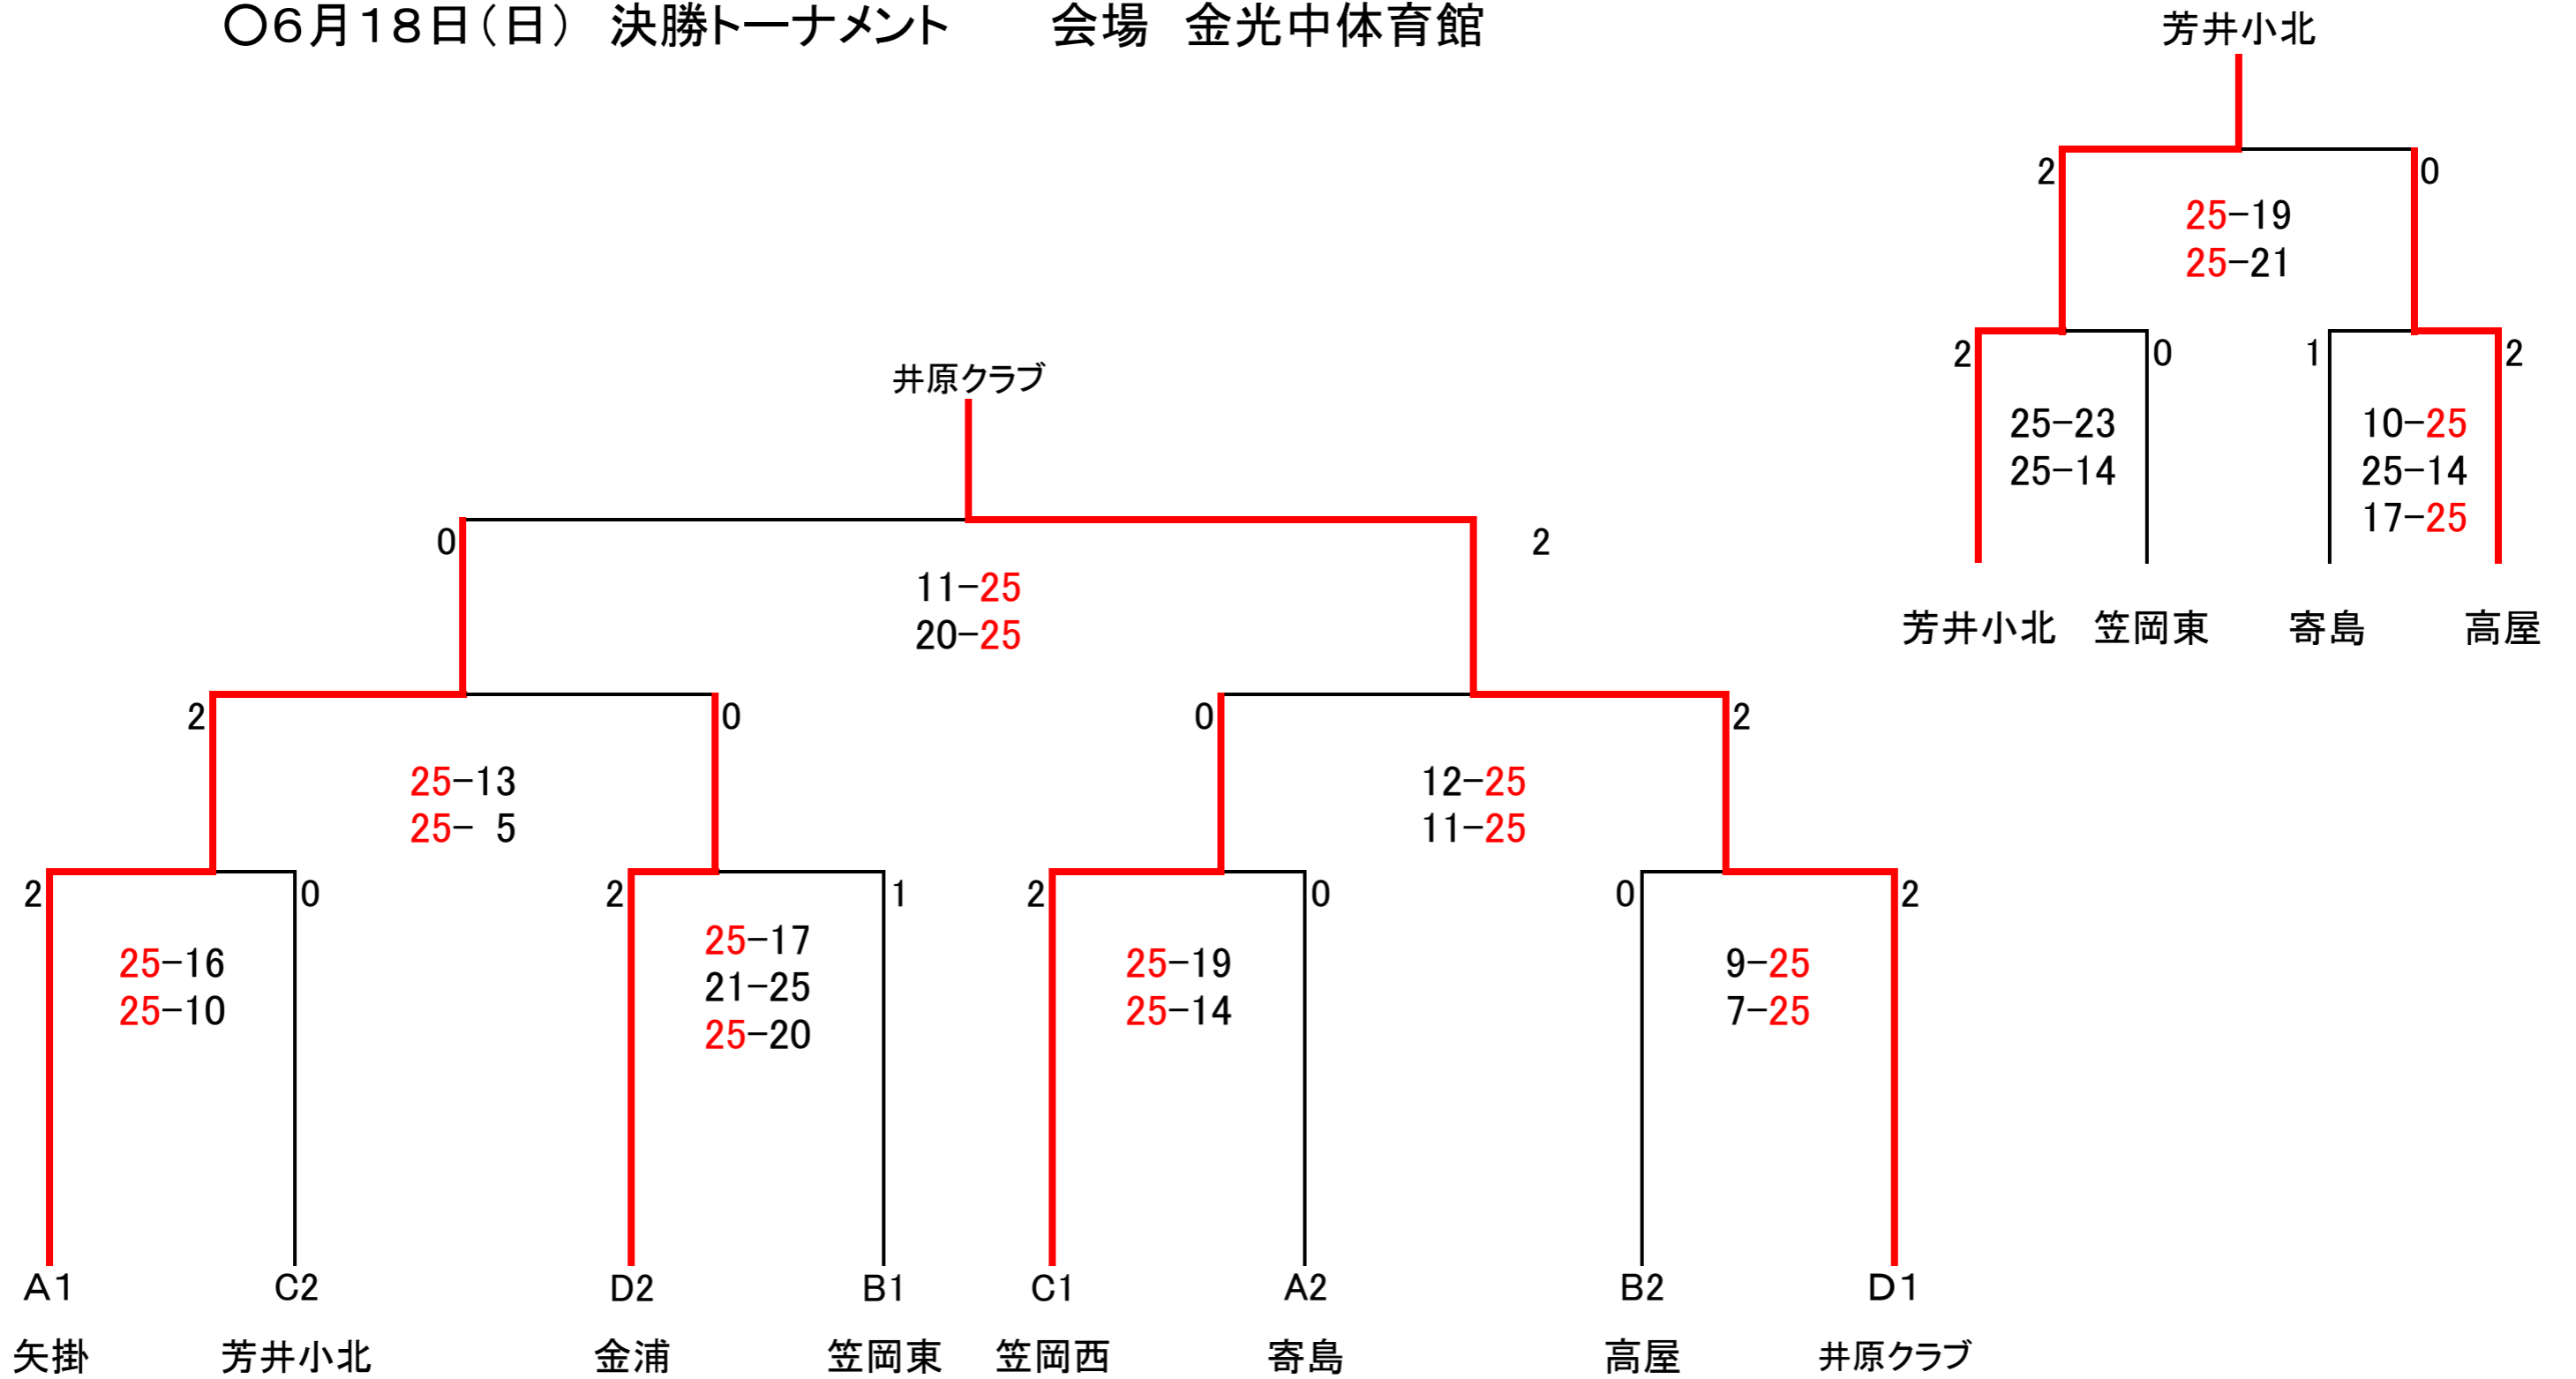 〇6月18日(日) 決勝トーナメント 会場 金光中体育館
芳井小北
2 0
25-19
25-21
2 0 1 2
25-23 10-25
25-14 25-14
17-25
芳井小北 笠岡東 寄島 高屋
井原クラブ
0 2
11-25
20-25
2 0 0 2
25-13 12-25
25- 5 11-25
2 0 2 1 2 0 0 2
25-16 25-17 25-19 9-25
25-10 21-25 25-14 7-25
25-20
A1 C2 D2 B1 C1 A2 B2 D1
矢掛 芳井小北 金浦 笠岡東 笠岡西 寄島 高屋 井原クラブ